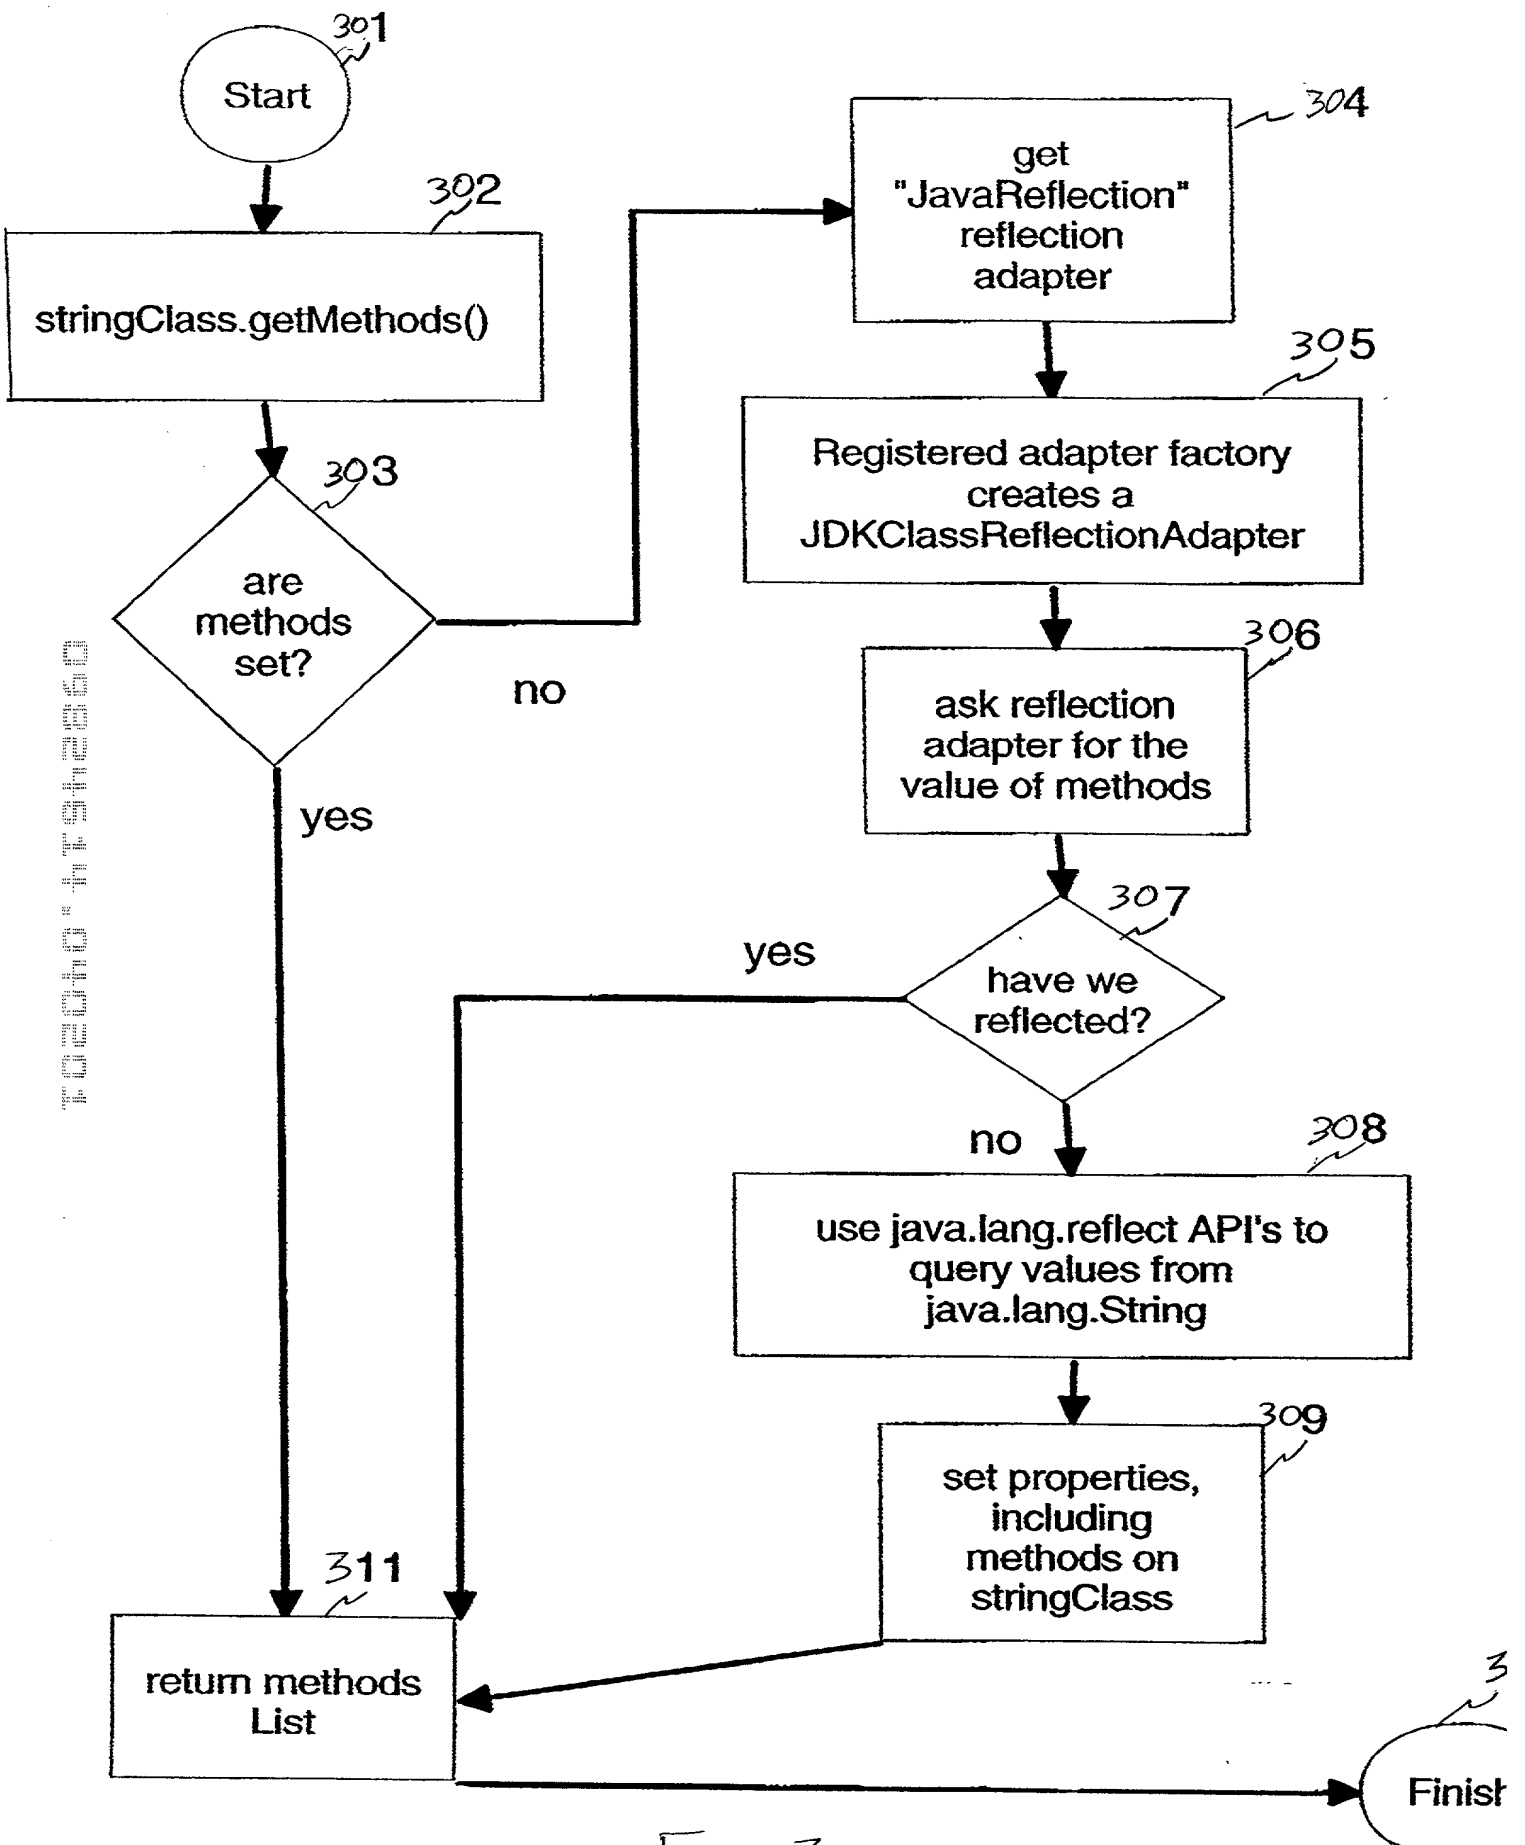 301
Start
302
stringClass.getMethods()
303
are
methods
set?
no
yes
304
get
"JavaReflection"
reflection
adapter
305
Registered adapter factory
creates a
JDKClassReflectionAdapter
306
ask reflection
adapter for the
value of methods
307
have we
reflected?
yes
no
308
use java.lang.reflect API's to
query values from
java.lang.String
309
set properties,
including
methods on
stringClass
311
return methods
List
3